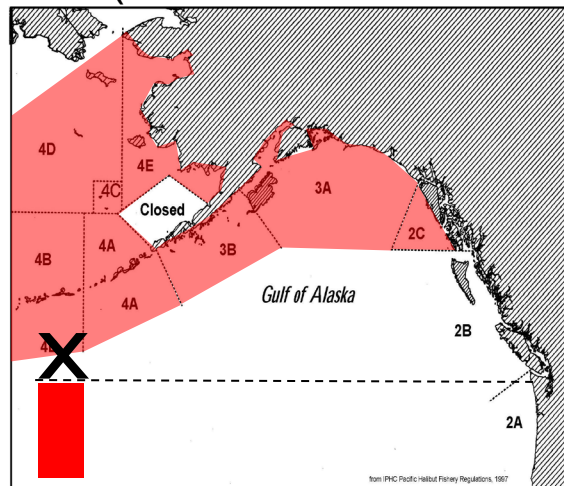 4D
4E
4C
Closed
3A
2C
4A
3B
4B
4A
Gulf of Alaska
2B
X
2A
from IPHC Pacific Halibut Fishery Regulations, 1997